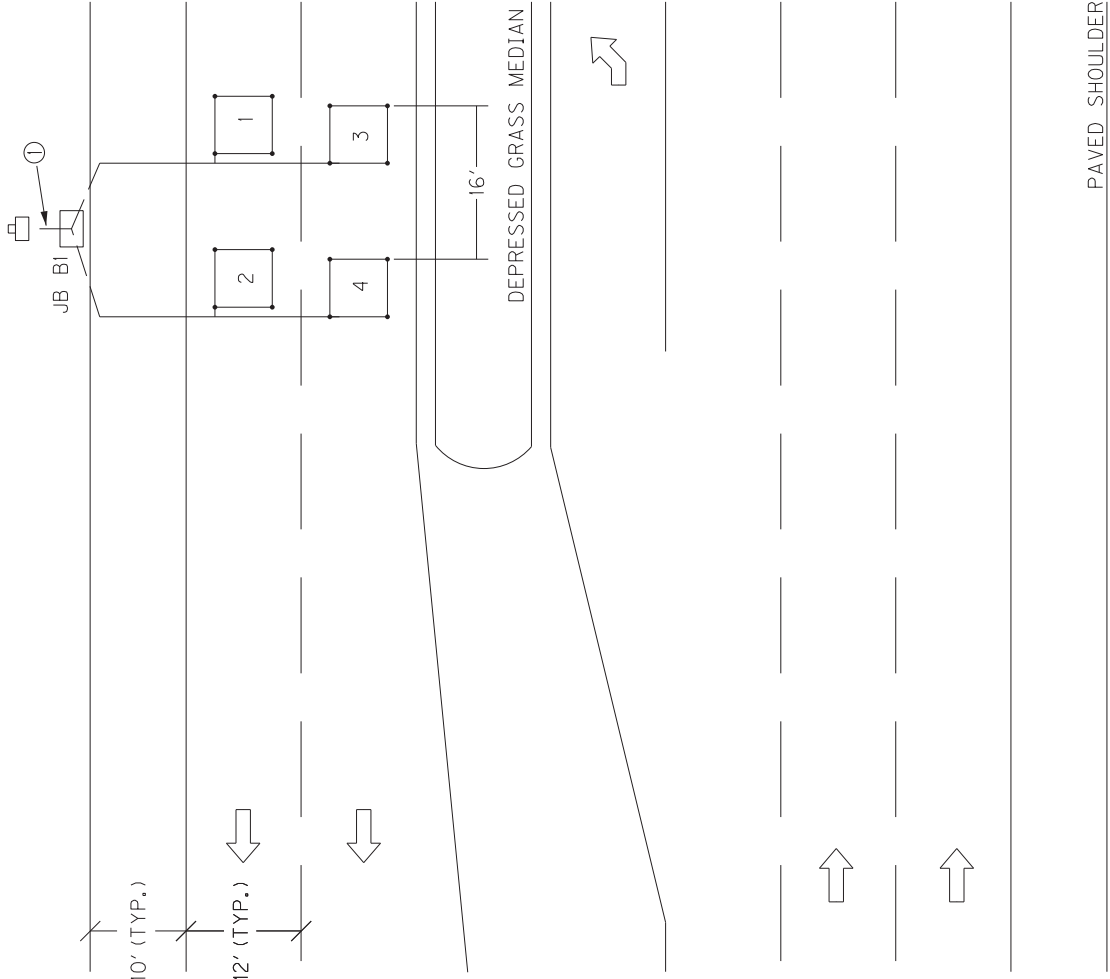 ①
JB B1
1
2
3
4
16'
DEPRESSED GRASS MEDIAN
10' (TYP.)
12' (TYP.)
PAVED SHOULDER